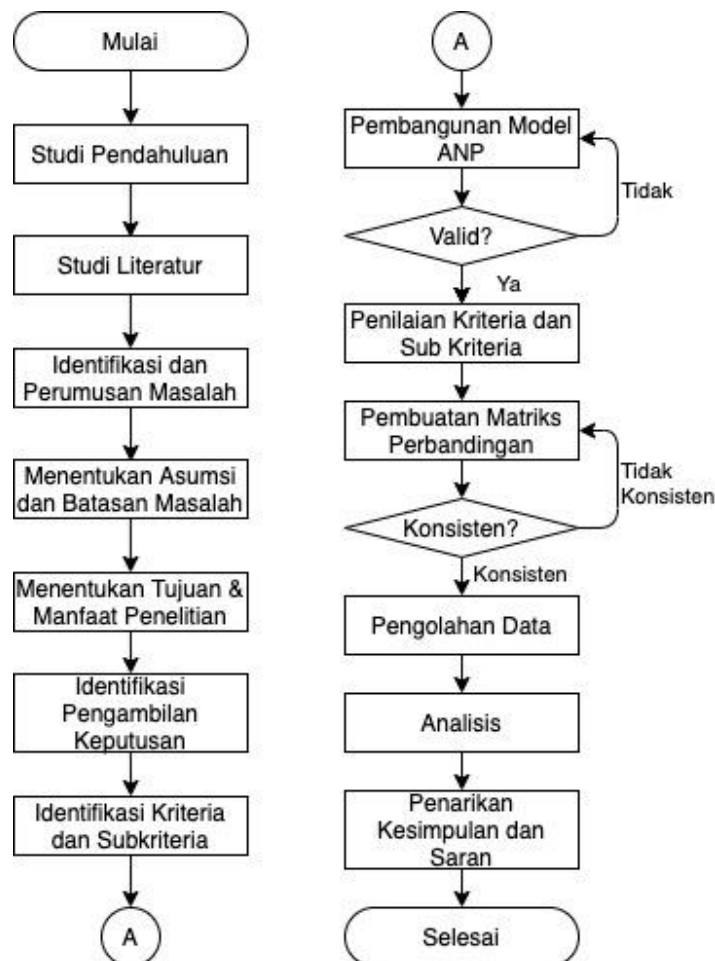 Mulai
Studi Pendahuluan
Studi Literatur
Identifikasi dan
Perumusan Masalah
Menentukan Asumsi
dan Batasan Masalah
Menentukan Tujuan &
Manfaat Penelitian
Identifikasi
Pengambilan
Keputusan
Identifikasi Kriteria
dan Subkriteria
A
A
Pembangunan Model
ANP
Tidak
Valid?
Ya
Penilaian Kriteria dan
Sub Kriteria
Pembuatan Matriks
Perbandingan
Tidak
Konsisten
Konsisten?
Konsisten
Pengolahan Data
Analisis
Penarikan
Kesimpulan dan
Saran
Selesai